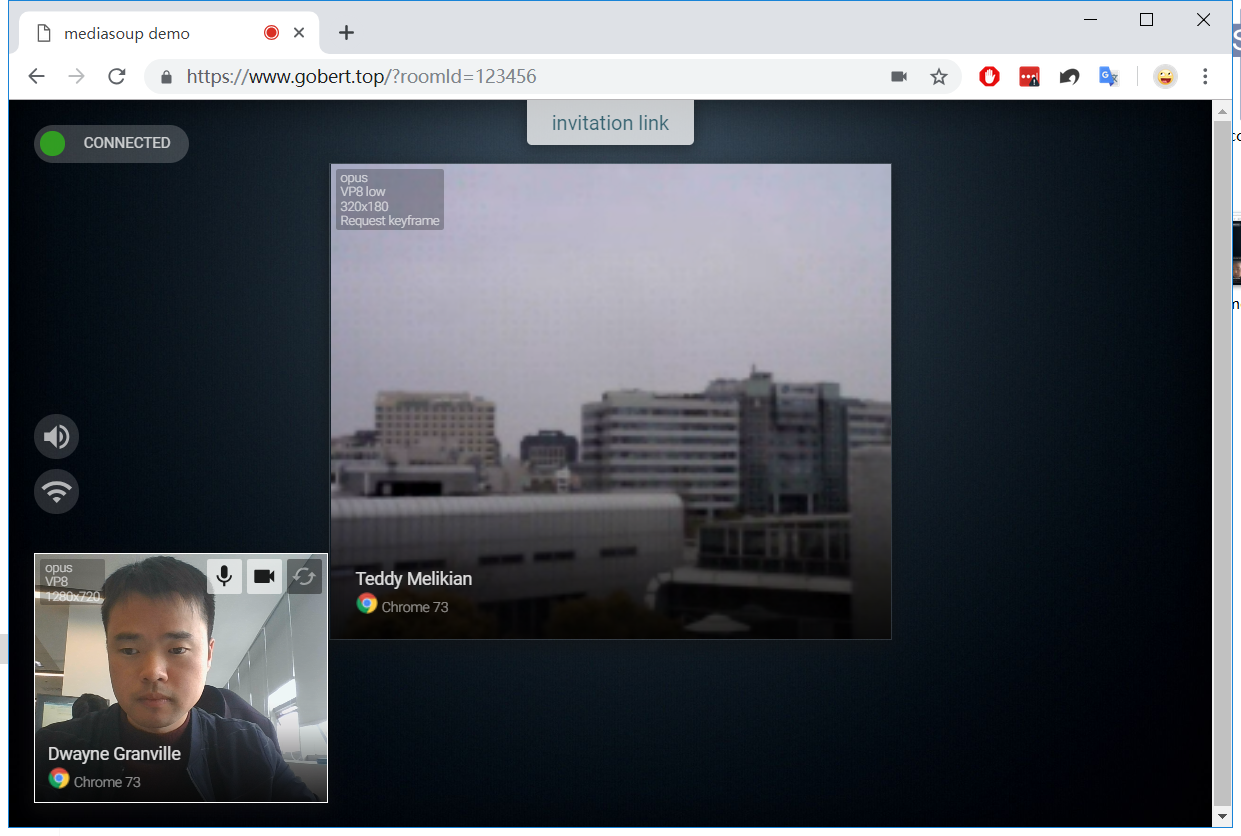 mediasoup demo
https://www.gobert.top/?roomId=123456
invitation link
CONNECTED
opus
VP8 low
320x180
Request keyframe
Teddy Melikian
Chrome 73
opus
VP8
1280x720
Dwayne Granville
Chrome 73